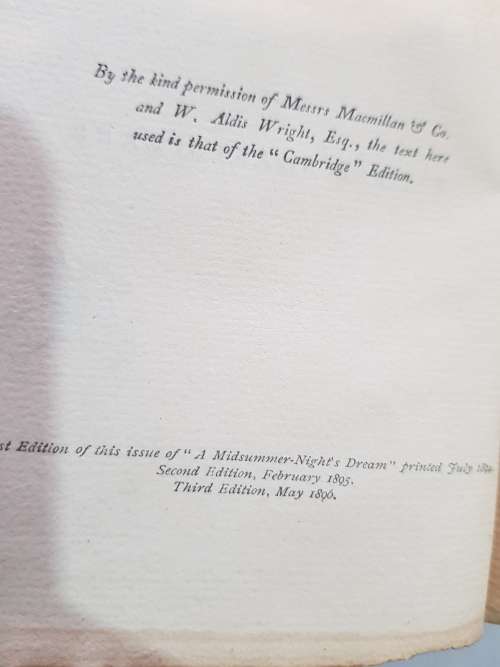 By the kind permission of Messrs Macmillan & Co.
and W. Aldis Wright, Esq., the text here
used is that of the "Cambridge" Edition.
st Edition of this issue of "A Midsummer-Night's Dream" printed July
Second Edition, February 1895.
Third Edition, May 1896.